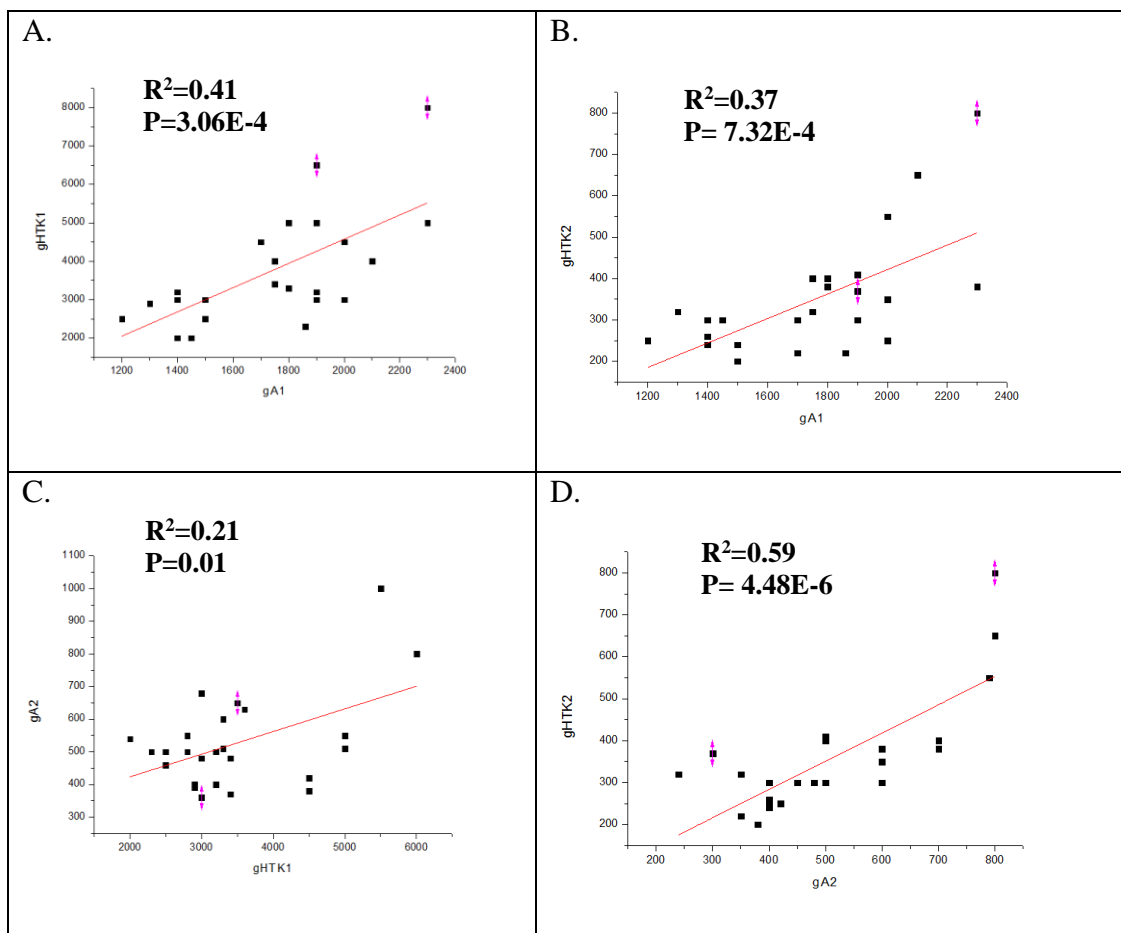 A.
R²=0.41
P=3.06E-4
8000
7000
6000
5000
4000
3000
2000
gHTK1
1200 1400 1600 1800 2000 2200 2400
gA1
B.
R²=0.37
P= 7.32E-4
800
700
600
500
400
300
200
gHTK2
1200 1400 1600 1800 2000 2200 2400
gA1
C.
R²=0.21
P=0.01
1100
1000
900
800
700
600
500
400
300
gA2
2000 3000 4000 5000 6000
gHTK1
D.
R²=0.59
P= 4.48E-6
800
700
600
500
400
300
200
gHTK2
200 300 400 500 600 700 800
gA2